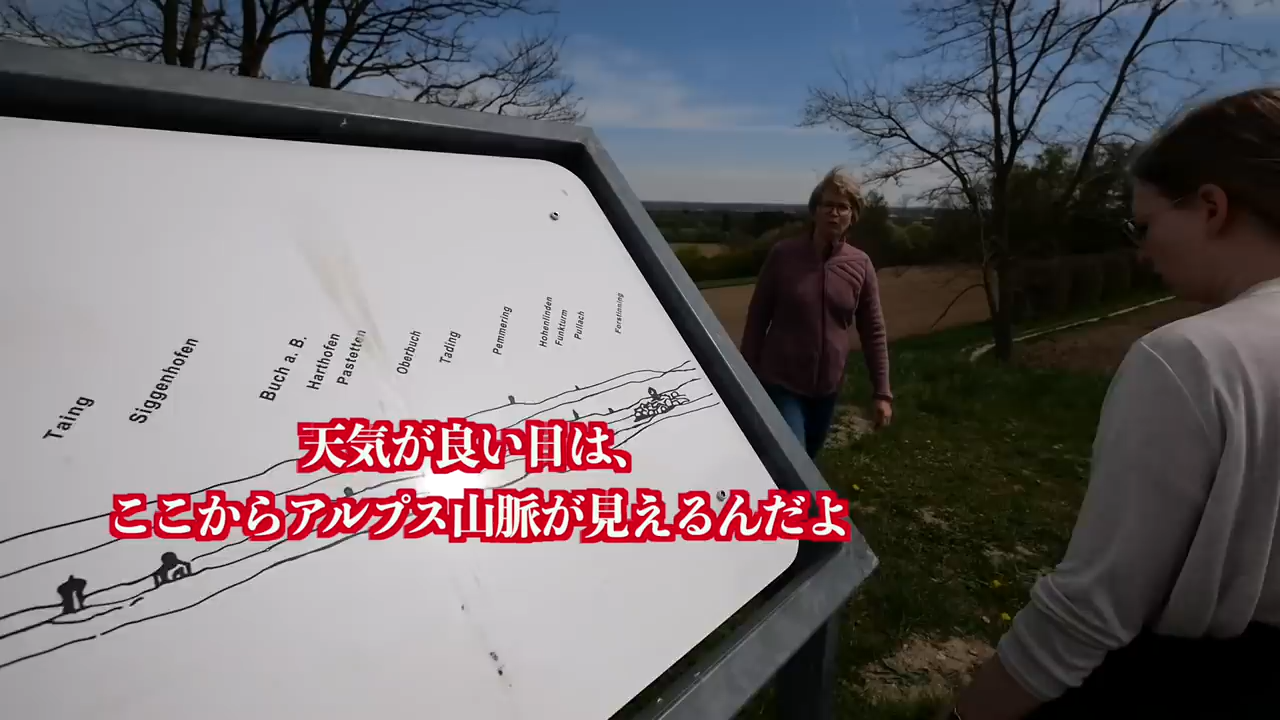 Taing
Siggenhofen
Buch a. B.
Harthofen
Pastetten
Oberbuch
Tading
Pemmering
Hohenlinden
Funkturm
Pullach
Forstinning
天気が良い日は、
ここからアルプス山脈が見えるんだよ